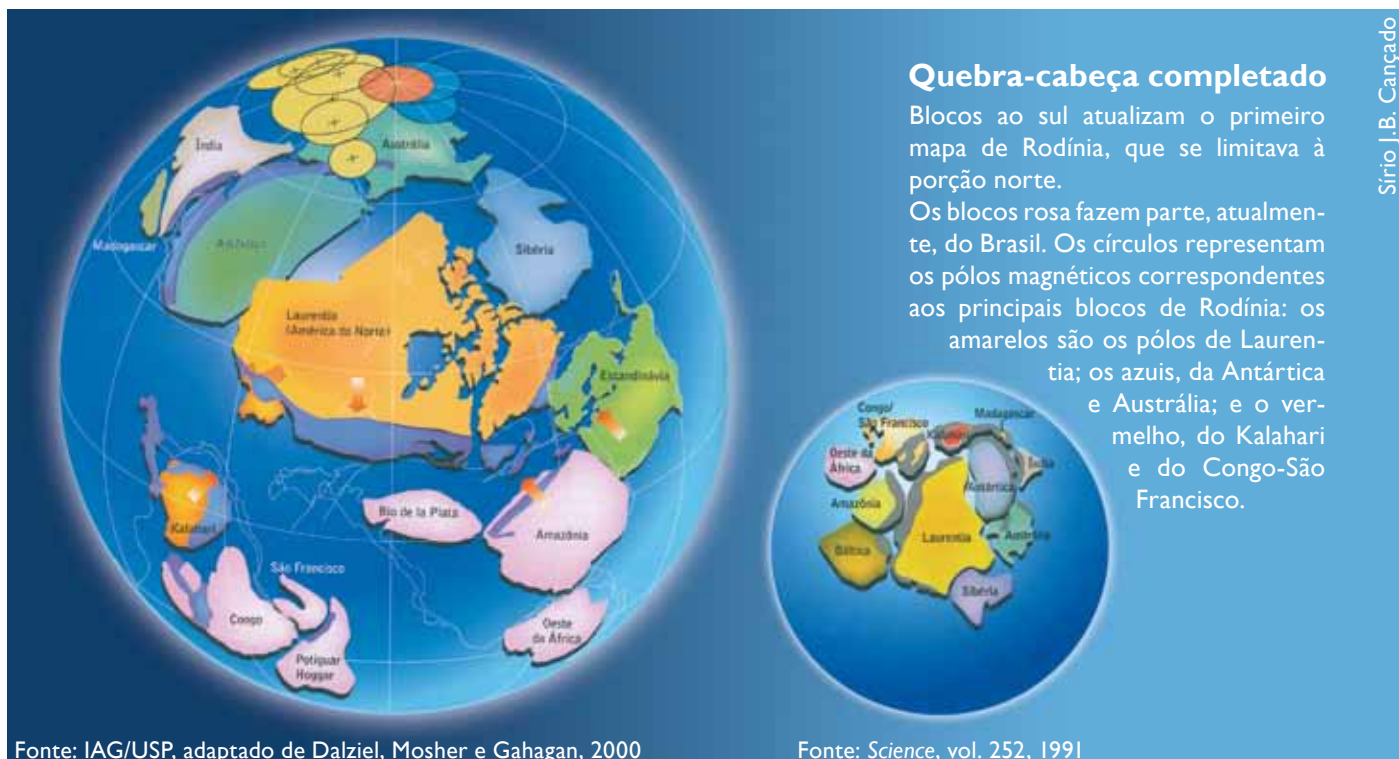 Quebra-cabeça completado
Blocos ao sul atualizam o primeiro
mapa de Rodínia, que se limitava à
porção norte.
Os blocos rosa fazem parte, atualmen-
te, do Brasil. Os círculos representam
os pólos magnéticos correspondentes
aos principais blocos de Rodínia: os
amarelos são os pólos de Lauren-
tia; os azuis, da Antártica
e Austrália; e o ver-
melho, do Kalahari
e do Congo-São
Francisco.
Sírio J.B. Cançado
Índia
Austrália
Madagascar
Sibéria
Laurentia
(América do Norte)
Escandinávia
Kalahari
Rio de la Plata
Amazônia
São Francisco
Congo
Oeste
da África
Potiguar
Hoggar
Congo/
São Francisco
Madagascar
Kalahari
Oeste da
África
Índia
Antártica
Amazônia
Austrália
Laurentia
Báltica
Sibéria
Fonte: IAG/USP, adaptado de Dalziel, Mosher e Gahagan, 2000
Fonte: Science, vol. 252, 1991